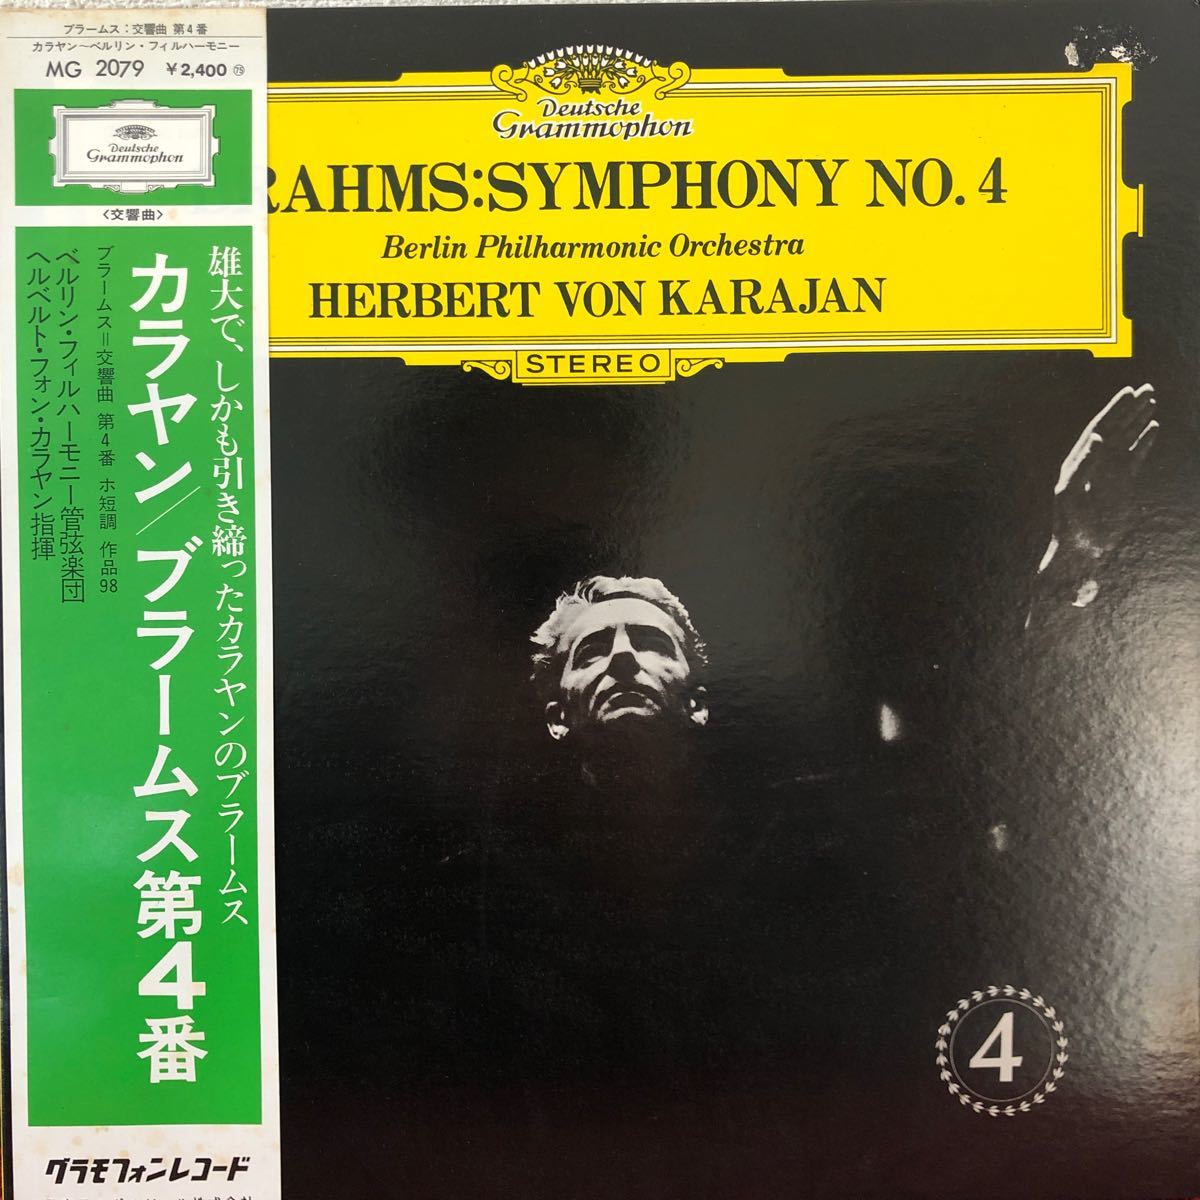 ブラームス：交響曲 第4番
カラヤン〜ベルリン・フィルハーモニー
MG 2079 ￥2,400 ㊆
Deutsche
Grammophon
〈交響曲〉
雄大で、しかも引き締ったカラヤンのブラームス
カラヤン/ブラームス第4番
ブラームス＝交響曲 第4番 ホ短調 作品98
ベルリン・フィルハーモニー管弦楽団
ヘルベルト・フォン・カラヤン指揮
グラモフォンレコード
Deutsche
Grammophon
RAHMS:SYMPHONY NO. 4
Berlin Philharmonic Orchestra
HERBERT VON KARAJAN
STEREO
4